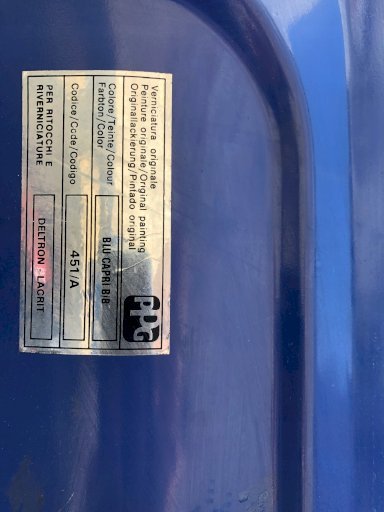 Verniciatura originale
Peinture originale/Original painting
Originallackierung/Pintado original
PPG
Colore/Teinte/Colour
Farbton/Color
BLU CAPRI BIB
Codice/Code/Codigo
451/A
PER RITOCCHI E
RIVERNICIATURE
DELTRON - LACRIT